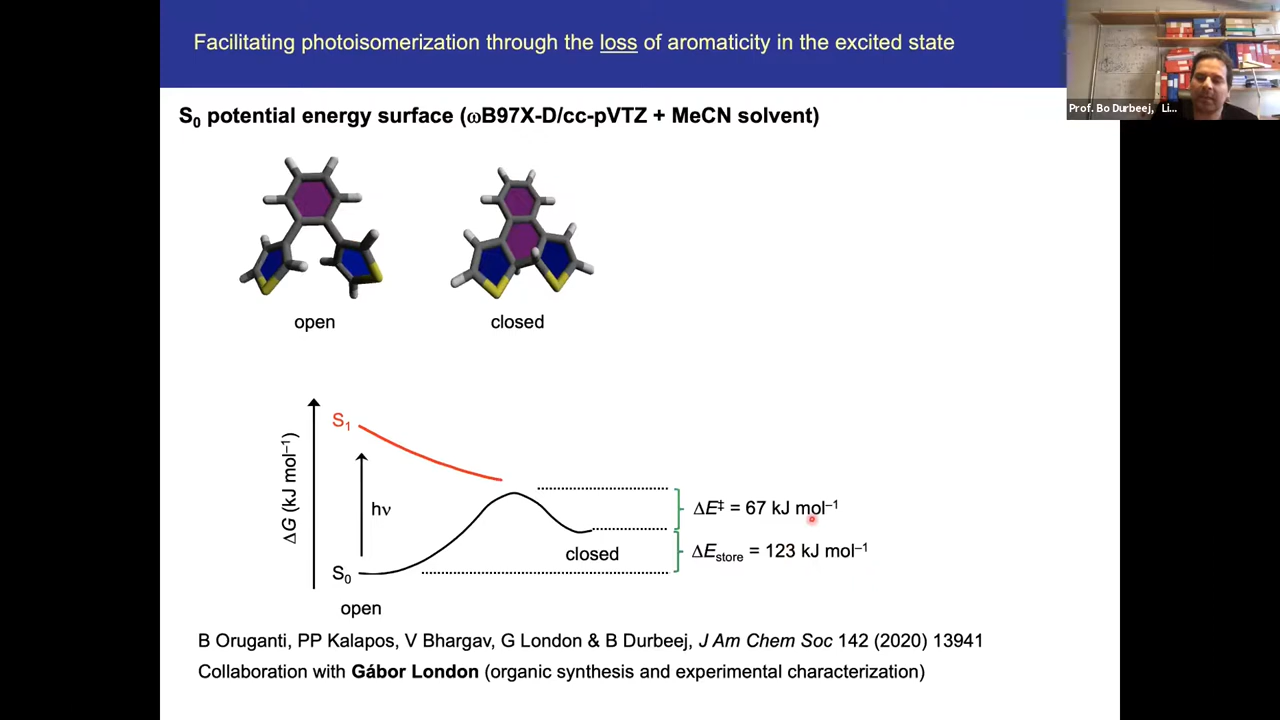 Facilitating photoisomerization through the loss of aromaticity in the excited state
Prof. Bo Durbeej, Li...
S₀ potential energy surface (ωB97X-D/cc-pVTZ + MeCN solvent)
open
closed
S₁
ΔG (kJ mol⁻¹)
hν
ΔE‡ = 67 kJ mol⁻¹
closed
ΔEstore = 123 kJ mol⁻¹
S₀
open
B Oruganti, PP Kalapos, V Bhargav, G London & B Durbeej, J Am Chem Soc 142 (2020) 13941
Collaboration with Gábor London (organic synthesis and experimental characterization)